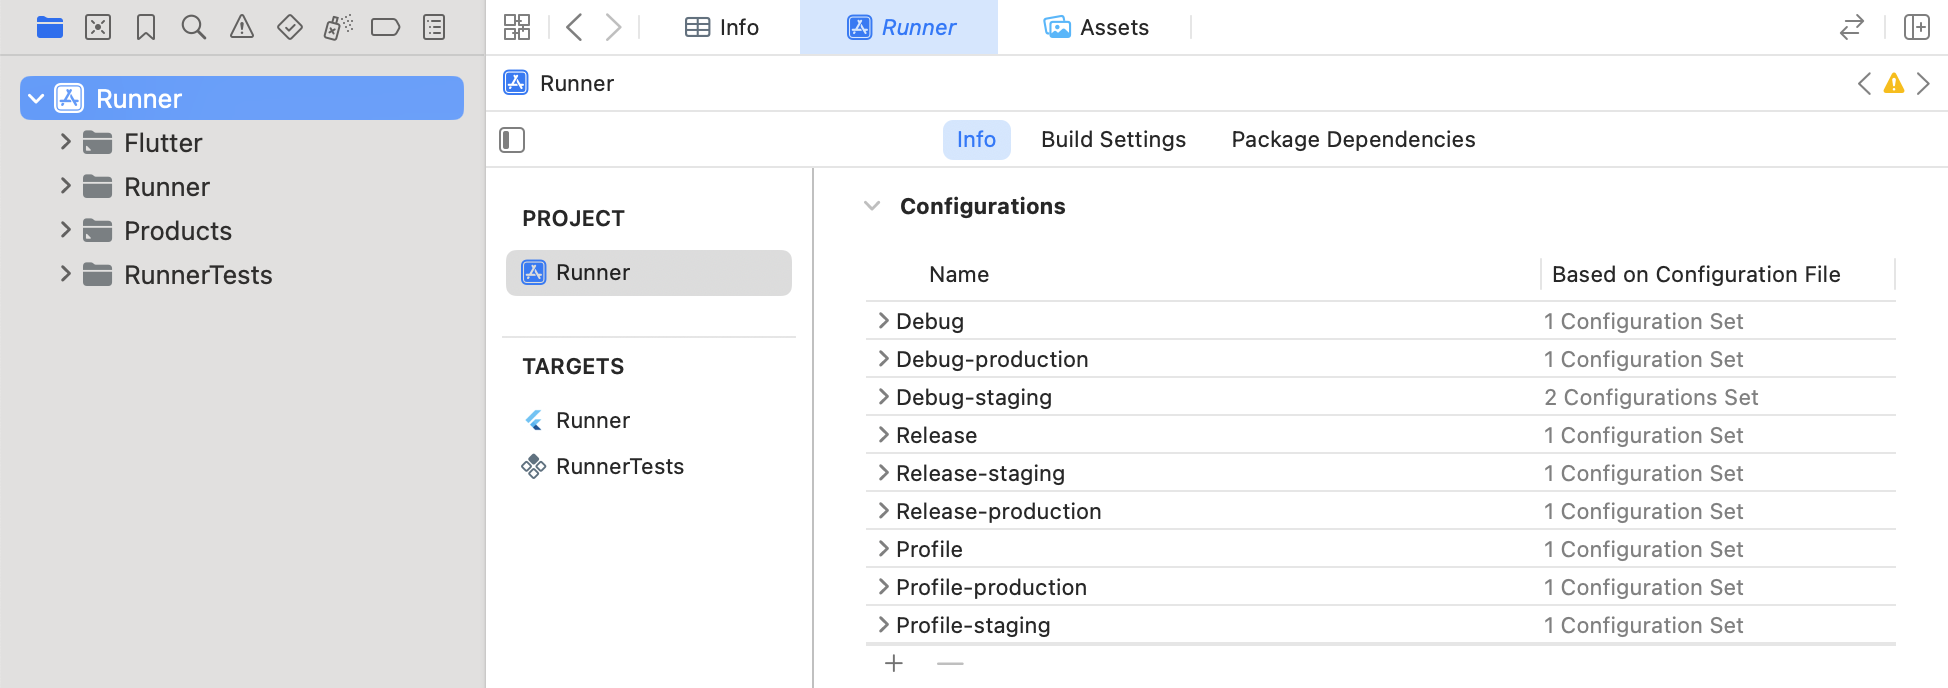 Info
Runner
Assets
Runner
Flutter
Runner
Products
RunnerTests
Runner
Info
Build Settings
Package Dependencies
PROJECT
Runner
TARGETS
Runner
RunnerTests
Configurations
Name Based on Configuration File
Debug 1 Configuration Set
Debug-production 1 Configuration Set
Debug-staging 2 Configurations Set
Release 1 Configuration Set
Release-staging 1 Configuration Set
Release-production 1 Configuration Set
Profile 1 Configuration Set
Profile-production 1 Configuration Set
Profile-staging 1 Configuration Set